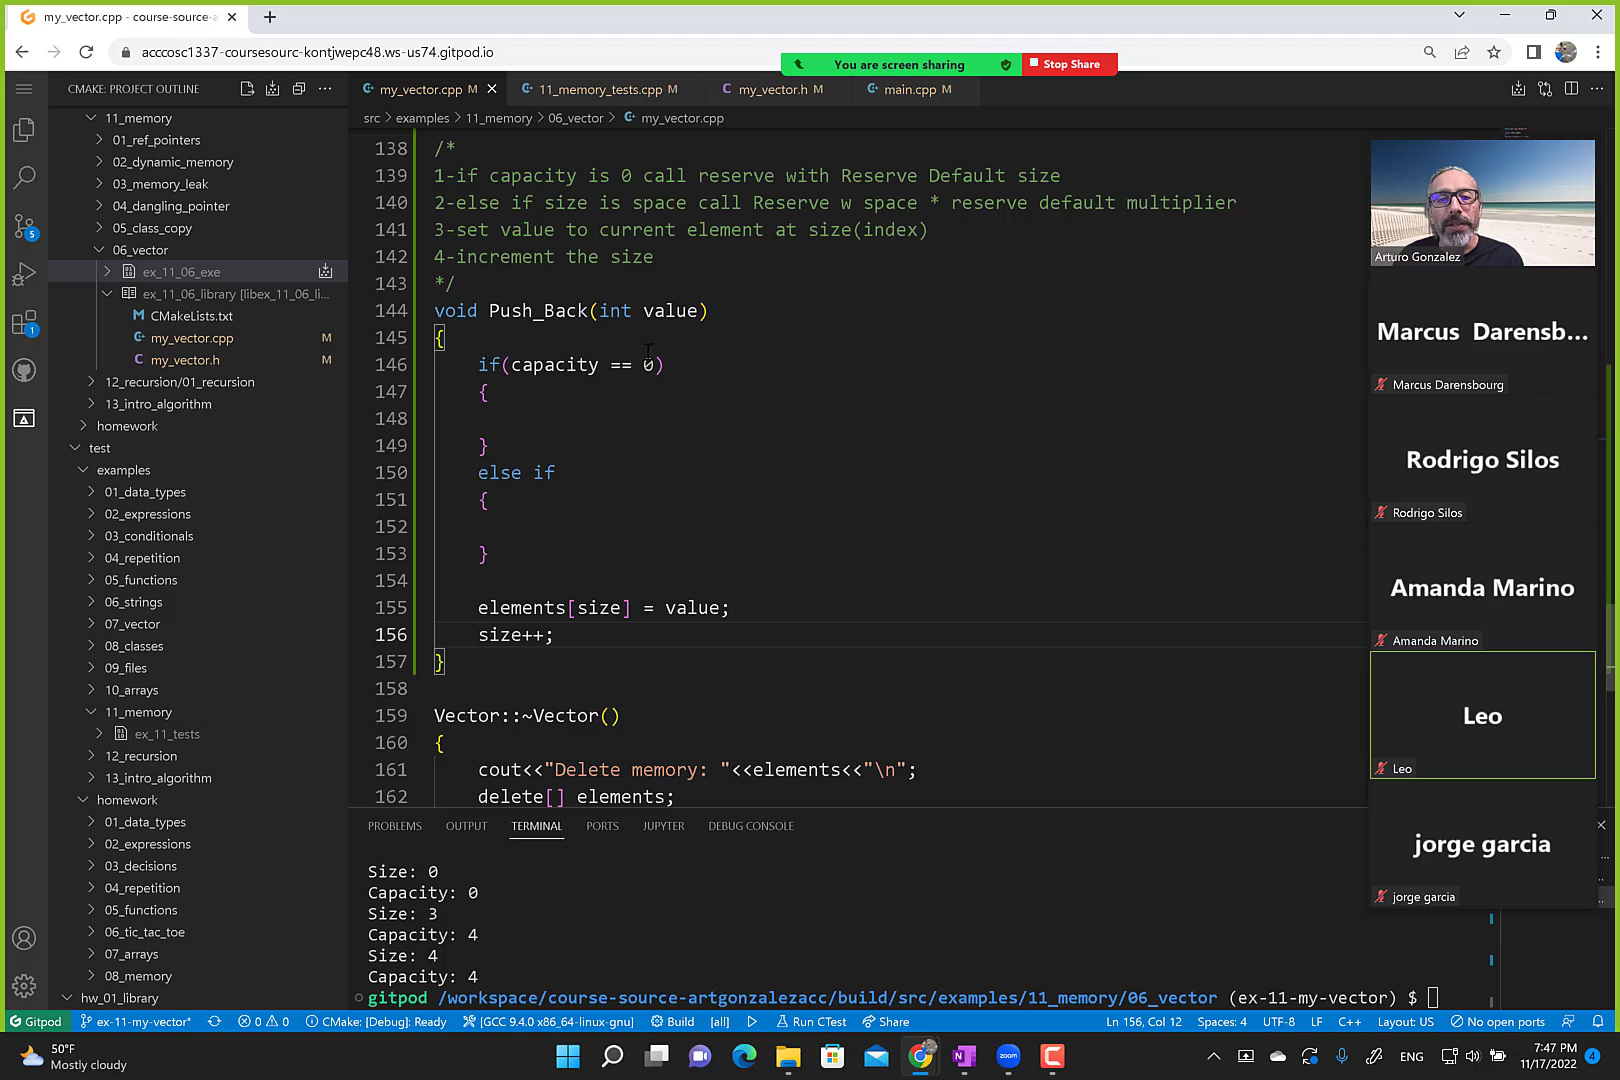 my_vector.cpp - course-source-a
acccosc1337-coursesourc-kontjwepc48.ws-us74.gitpod.io
You are screen sharing
Stop Share
CMAKE: PROJECT OUTLINE
my_vector.cpp M
11_memory_tests.cpp M
my_vector.h M
main.cpp M
src > examples > 11_memory > 06_vector > my_vector.cpp
11_memory
01_ref_pointers
02_dynamic_memory
03_memory_leak
04_dangling_pointer
05_class_copy
06_vector
ex_11_06_exe
ex_11_06_library [libex_11_06_li...
CMakeLists.txt
my_vector.cpp M
my_vector.h M
12_recursion/01_recursion
13_intro_algorithm
homework
test
examples
01_data_types
02_expressions
03_conditionals
04_repetition
05_functions
06_strings
07_vector
08_classes
09_files
10_arrays
11_memory
ex_11_tests
12_recursion
13_intro_algorithm
homework
01_data_types
02_expressions
03_decisions
04_repetition
05_functions
06_tic_tac_toe
07_arrays
08_memory
hw_01_library
5
1
138 /*
139 1-if capacity is 0 call reserve with Reserve Default size
140 2-else if size is space call Reserve w space * reserve default multiplier
141 3-set value to current element at size(index)
142 4-increment the size
143 */
144 void Push_Back(int value)
145 {
146 if(capacity == 0)
147 {
148
149 }
150 else if
151 {
152
153 }
154
155 elements[size] = value;
156 size++;
157 }
158
159 Vector::~Vector()
160 {
161 cout<<"Delete memory: "<<elements<<"\n";
162 delete[] elements;
PROBLEMS OUTPUT TERMINAL PORTS JUPYTER DEBUG CONSOLE
Size: 0
Capacity: 0
Size: 3
Capacity: 4
Size: 4
Capacity: 4
gitpod /workspace/course-source-artgonzalezacc/build/src/examples/11_memory/06_vector (ex-11-my-vector) $
Arturo Gonzalez
Marcus Darensb...
Marcus Darensbourg
Rodrigo Silos
Rodrigo Silos
Amanda Marino
Amanda Marino
Leo
Leo
jorge garcia
jorge garcia
Gitpod ex-11-my-vector* 0 0 CMake: [Debug]: Ready [GCC 9.4.0 x86_64-linux-gnu] Build [all] Run CTest Share Ln 156, Col 12 Spaces: 4 UTF-8 LF C++ Layout: US No open ports
50°F
Mostly cloudy
zoom
ENG
7:47 PM
11/17/2022
4